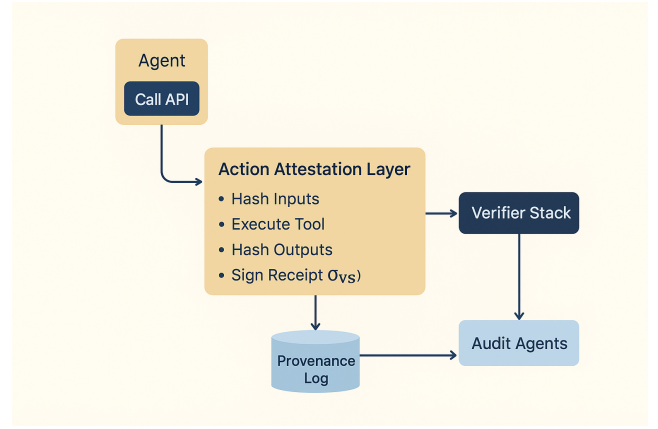 Agent
Call API
Action Attestation Layer
• Hash Inputs
• Execute Tool
• Hash Outputs
• Sign Receipt σvs)
Verifier Stack
Provenance
Log
Audit Agents